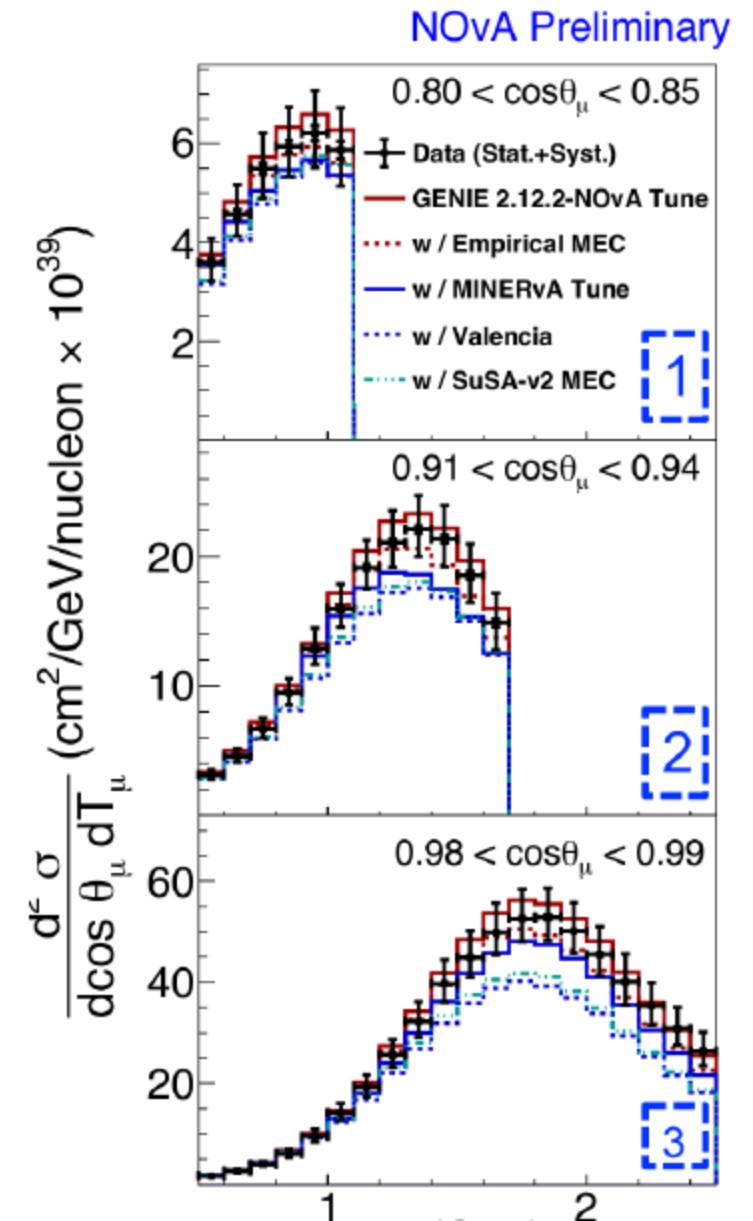 NOvA Preliminary
0.80 < cosθμ < 0.85
6
4
2
Data (Stat.+Syst.)
GENIE 2.12.2-NOvA Tune
w / Empirical MEC
w / MINERvA Tune
w / Valencia
w / SuSA-v2 MEC
1
0.91 < cosθμ < 0.94
20
10
2
0.98 < cosθμ < 0.99
60
40
20
3
1 2
d² σ
dcos θμ dTμ
(cm²/GeV/nucleon × 10³⁹)